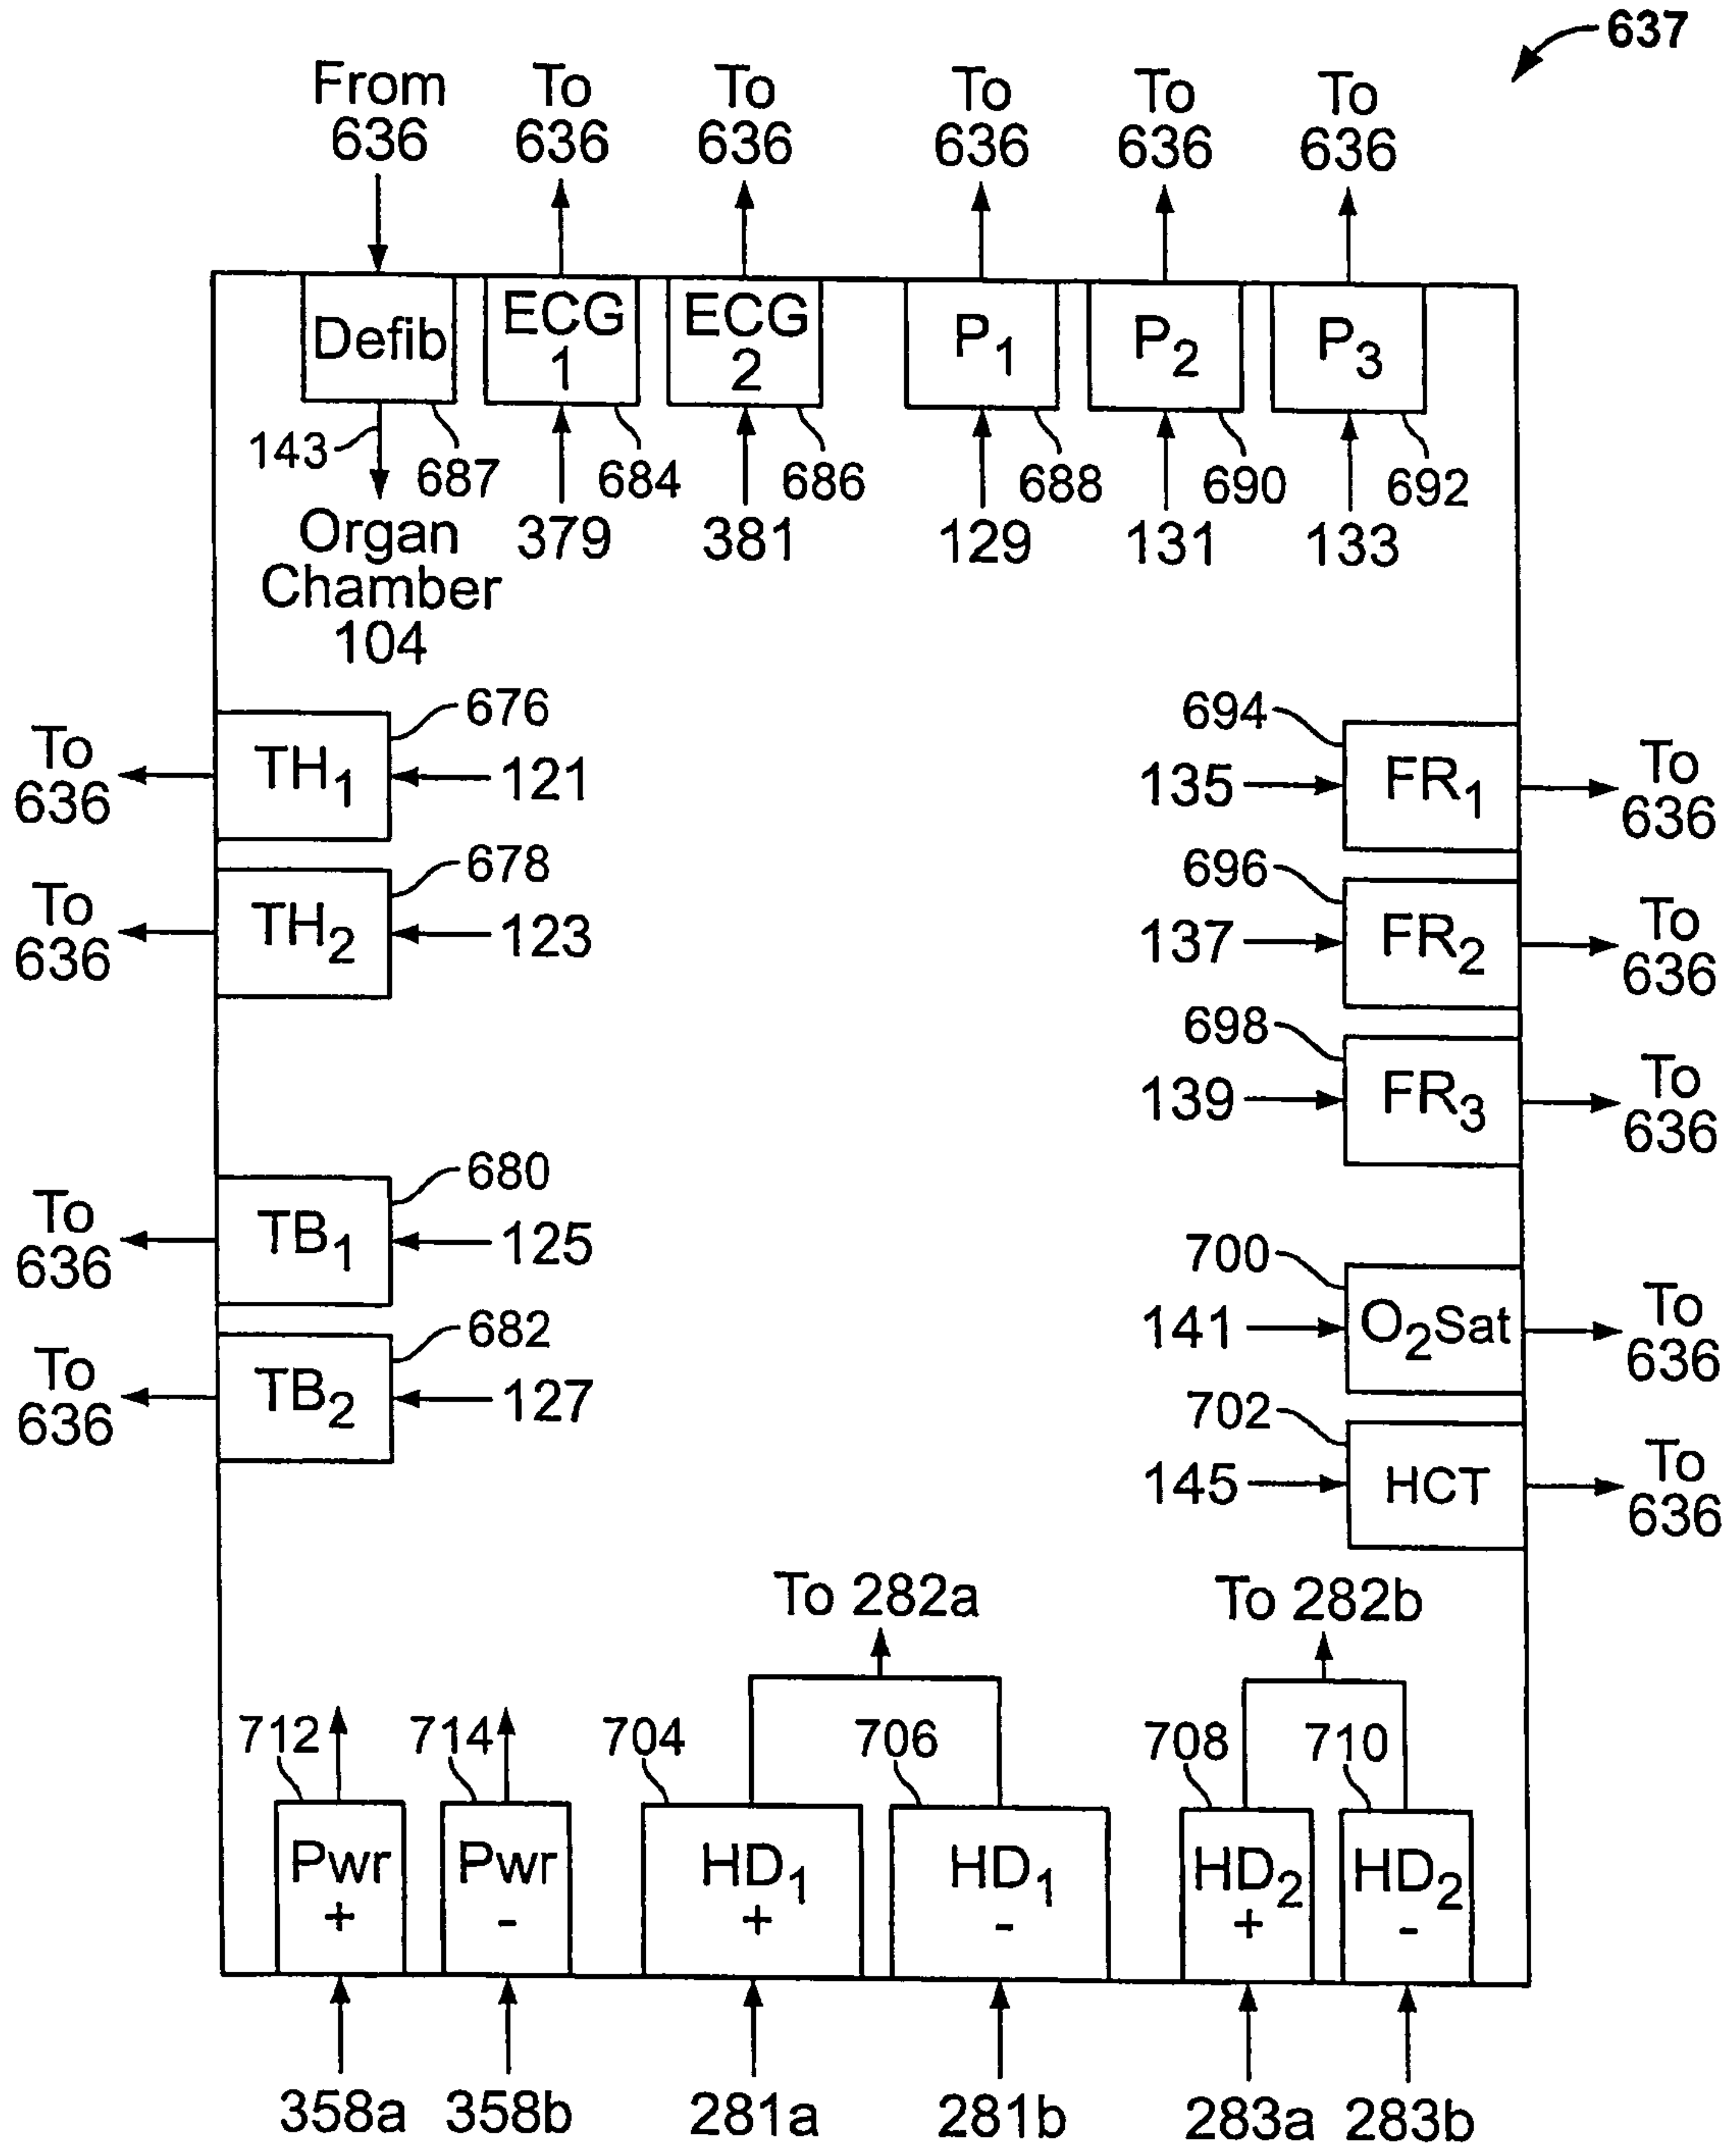 637
From
636
To
636
To
636
To
636
To
636
To
636
Defib
ECG
1
ECG
2
P1
P2
P3
143
687
684
686
688
690
692
Organ
Chamber
104
379
381
129
131
133
To
636
TH1
676
121
To
636
TH2
678
123
To
636
TB1
680
125
To
636
TB2
682
127
694
135
FR1
To
636
696
137
FR2
To
636
698
139
FR3
To
636
700
141
O2Sat
To
636
702
145
HCT
To
636
To 282a
To 282b
712
714
704
706
708
710
Pwr
+
Pwr
-
HD1
+
HD1
-
HD2
+
HD2
-
358a
358b
281a
281b
283a
283b